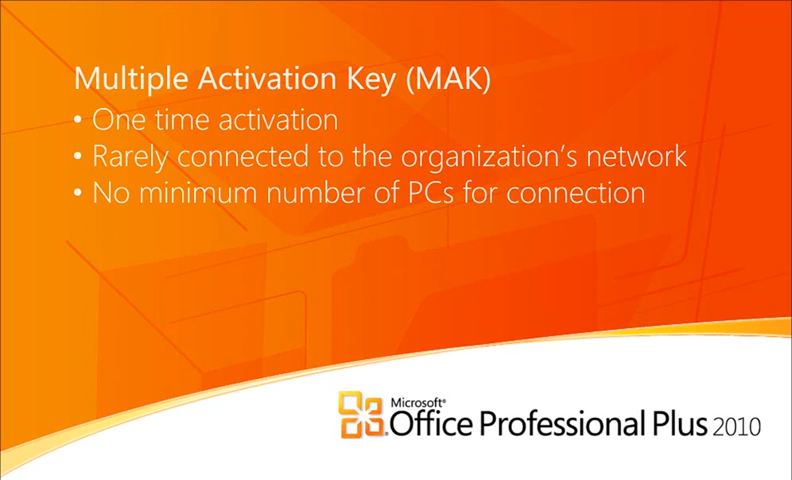 Multiple Activation Key (MAK)
• One time activation
• Rarely connected to the organization's network
• No minimum number of PCs for connection
Microsoft®
Office Professional Plus 2010